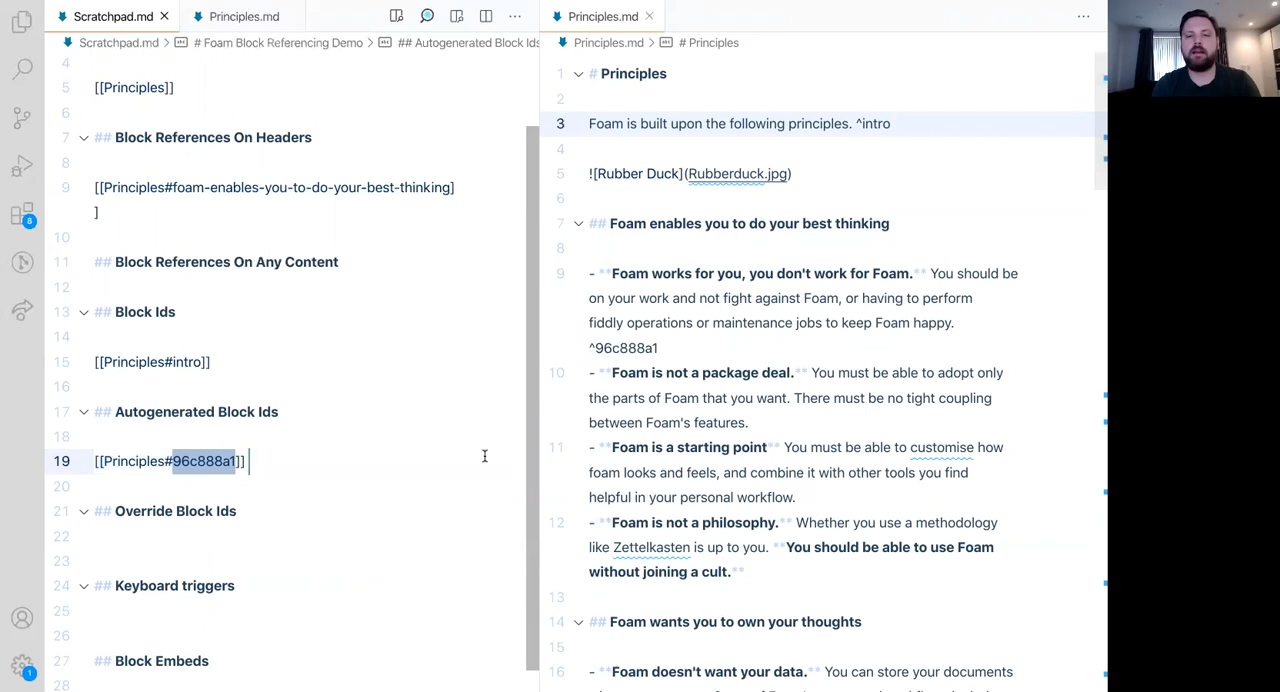 Scratchpad.md
Principles.md
Scratchpad.md > # Foam Block Referencing Demo > ## Autogenerated Block Ids
4
5 [[Principles]]
6
7 ## Block References On Headers
8
9 [[Principles#foam-enables-you-to-do-your-best-thinking]
]
10
11 ## Block References On Any Content
12
13 ## Block Ids
14
15 [[Principles#intro]]
16
17 ## Autogenerated Block Ids
18
19 [[Principles#96c888a1]]
20
21 ## Override Block Ids
22
23
24 ## Keyboard triggers
25
26
27 ## Block Embeds
28
8
1
Principles.md
Principles.md > # Principles
1 # Principles
2
3 Foam is built upon the following principles. ^intro
4
5 ![Rubber Duck](Rubberduck.jpg)
6
7 ## Foam enables you to do your best thinking
8
9 - **Foam works for you, you don't work for Foam.** You should be
on your work and not fight against Foam, or having to perform
fiddly operations or maintenance jobs to keep Foam happy.
^96c888a1
10 - **Foam is not a package deal.** You must be able to adopt only
the parts of Foam that you want. There must be no tight coupling
between Foam's features.
11 - **Foam is a starting point** You must be able to customise how
foam looks and feels, and combine it with other tools you find
helpful in your personal workflow.
12 - **Foam is not a philosophy.** Whether you use a methodology
like Zettelkasten is up to you. **You should be able to use Foam
without joining a cult.**
13
14 ## Foam wants you to own your thoughts
15
16 - **Foam doesn't want your data.** You can store your documents